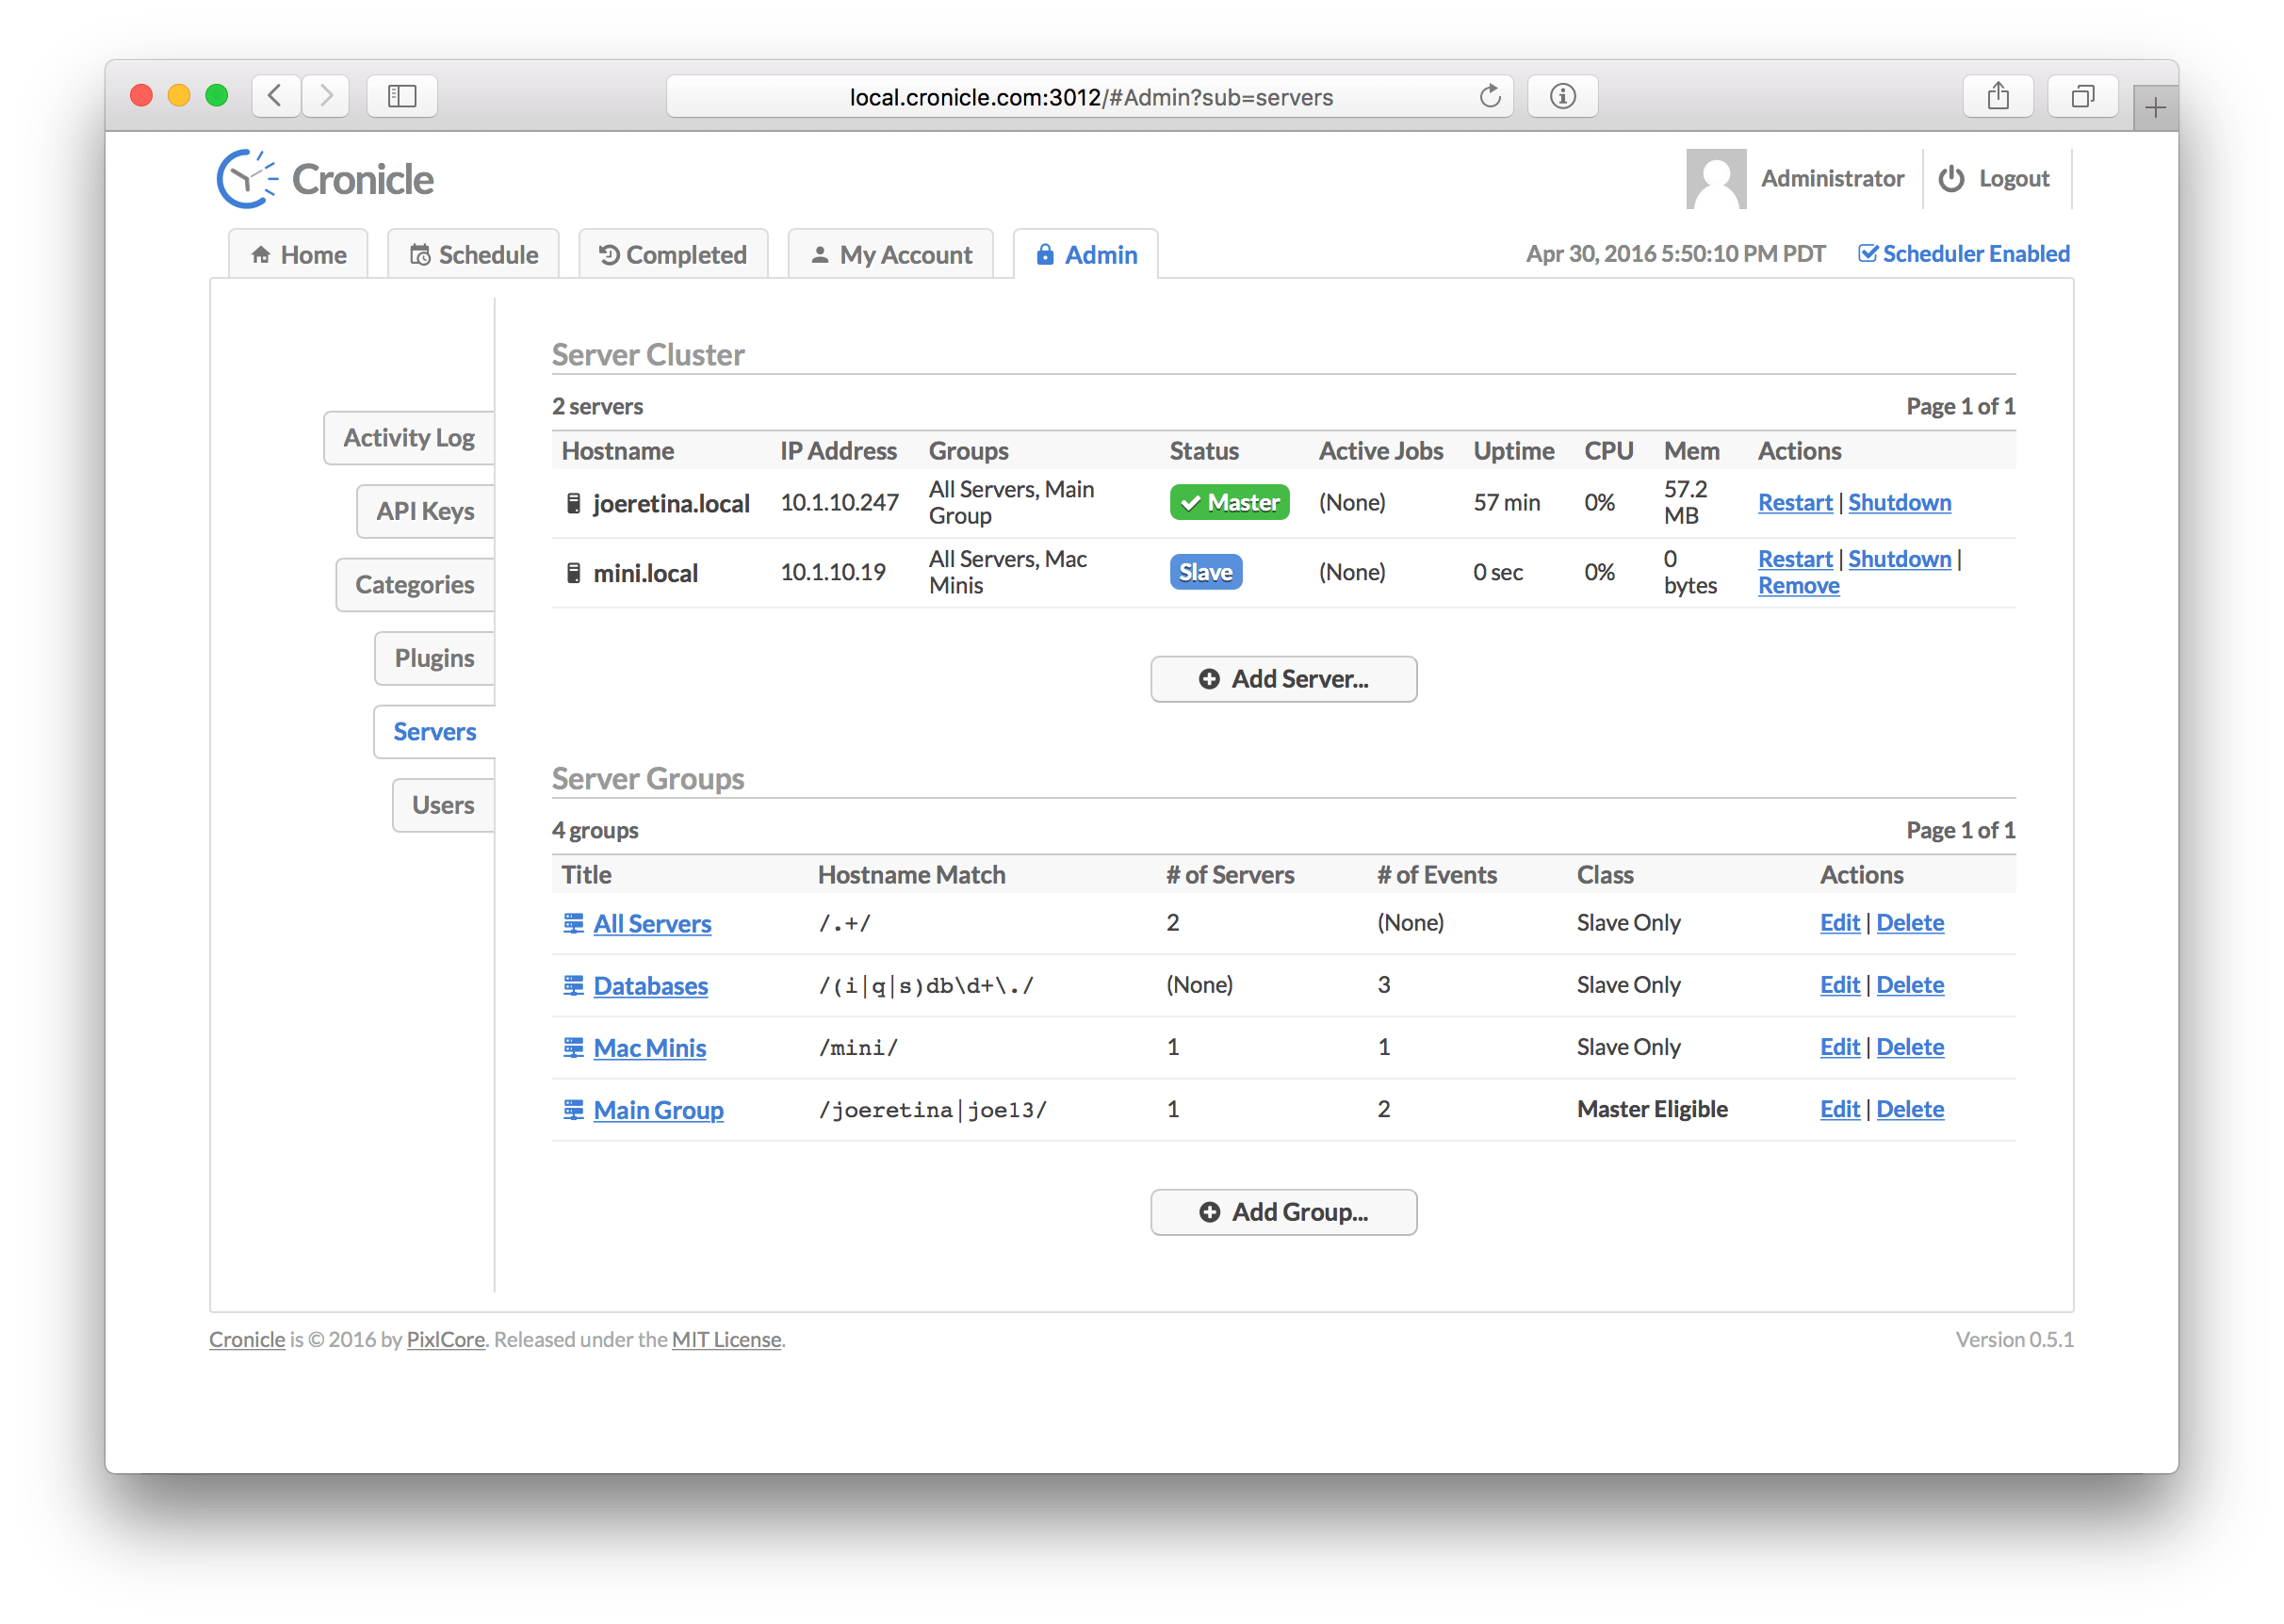 local.cronicle.com:3012/#Admin?sub=servers
Cronicle
Administrator
Logout
Home
Schedule
Completed
My Account
Admin
Apr 30, 2016 5:50:10 PM PDT
Scheduler Enabled
Activity Log
API Keys
Categories
Plugins
Servers
Users
Server Cluster
2 servers
Page 1 of 1
Hostname IP Address Groups Status Active Jobs Uptime CPU Mem Actions
joeretina.local 10.1.10.247 All Servers, Main Group Master (None) 57 min 0% 57.2 MB Restart | Shutdown
mini.local 10.1.10.19 All Servers, Mac Minis Slave (None) 0 sec 0% 0 bytes Restart | Shutdown | Remove
Add Server...
Server Groups
4 groups
Page 1 of 1
Title Hostname Match # of Servers # of Events Class Actions
All Servers /.+/ 2 (None) Slave Only Edit | Delete
Databases /(i|q|s)db\d+\./ (None) 3 Slave Only Edit | Delete
Mac Minis /mini/ 1 1 Slave Only Edit | Delete
Main Group /joeretina|joe13/ 1 2 Master Eligible Edit | Delete
Add Group...
Cronicle is © 2016 by PixlCore. Released under the MIT License.
Version 0.5.1